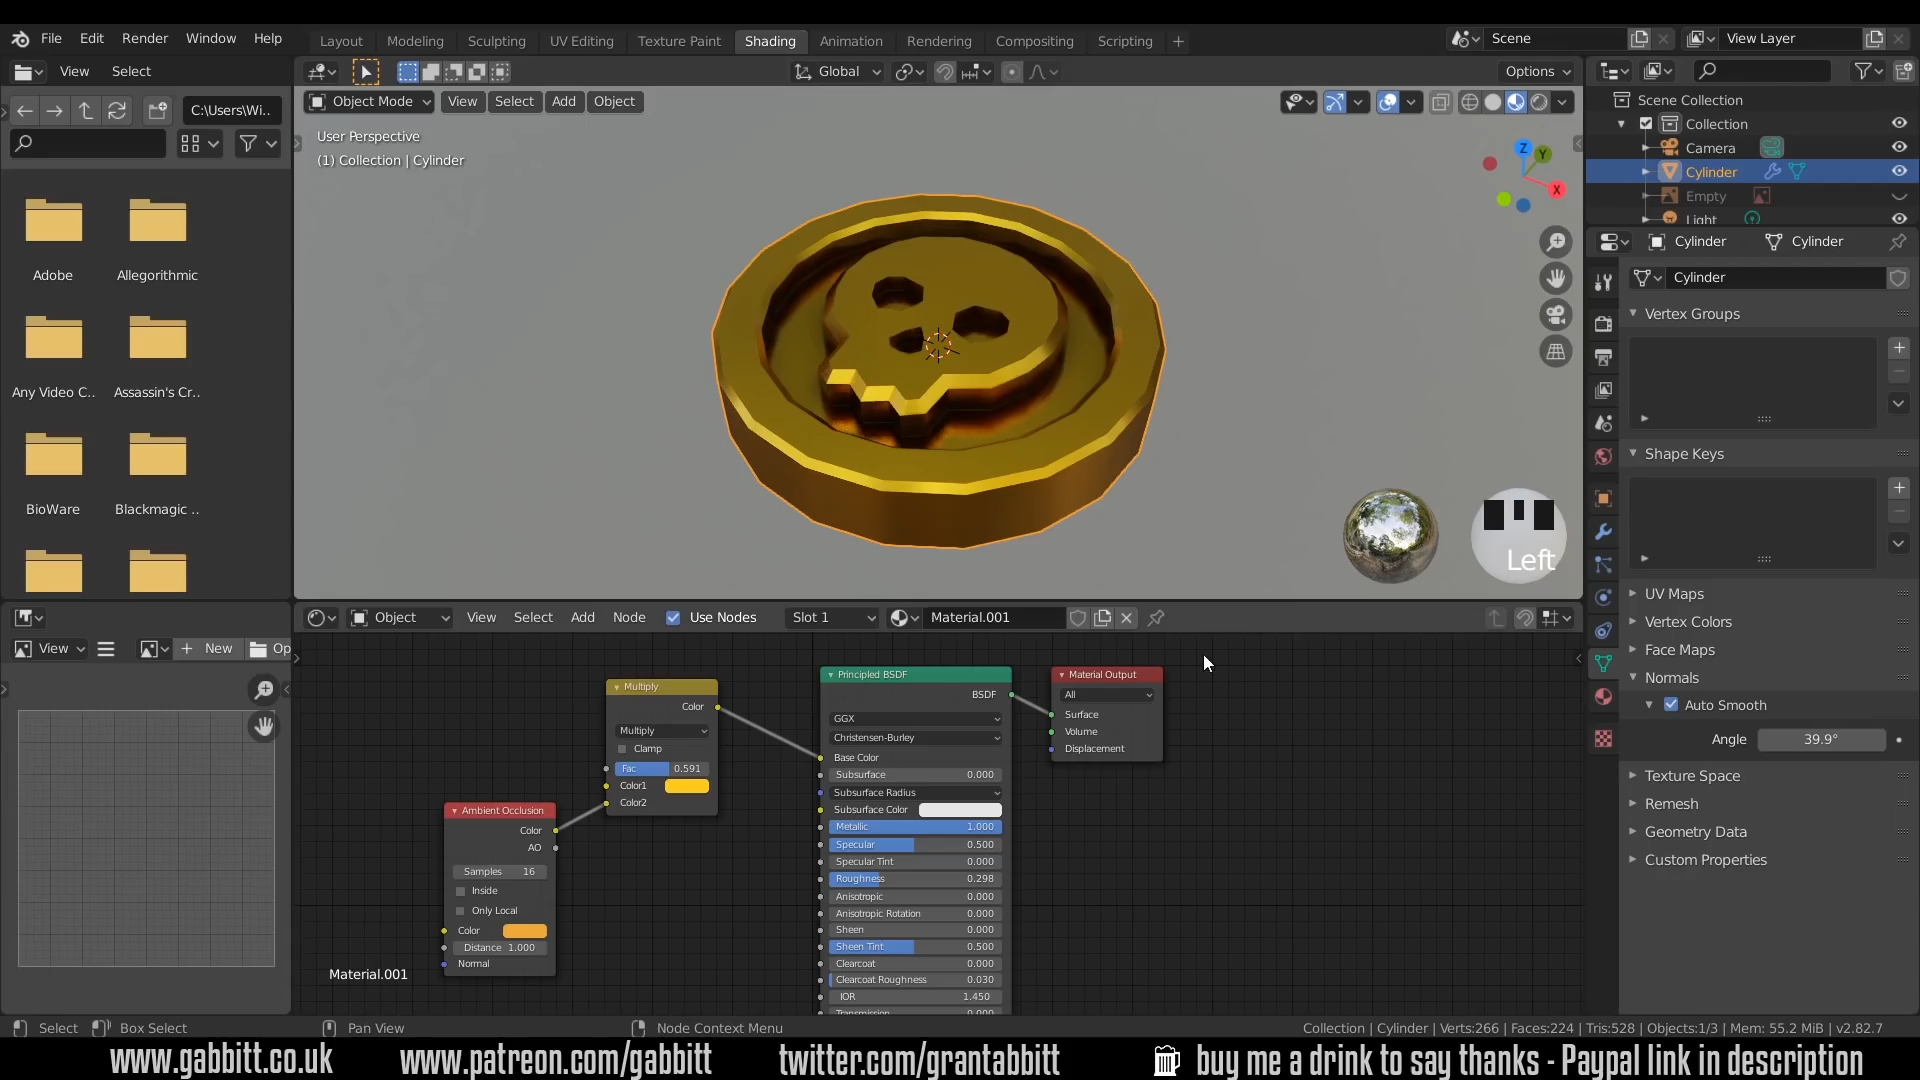 File Edit Render Window Help
Layout Modeling Sculpting UV Editing Texture Paint Shading Animation Rendering Compositing Scripting +
Scene View Layer
View Select
Global Options
C:\Users\Wi..
Object Mode View Select Add Object
User Perspective
(1) Collection | Cylinder
Z Y X
Adobe Allegorithmic
Any Video C.. Assassin's Cr..
BioWare Blackmagic ..
Left
Scene Collection
Collection
Camera
Cylinder
Empty
Light
Cylinder Cylinder
Cylinder
Vertex Groups
Shape Keys
UV Maps
Vertex Colors
Face Maps
Normals
Auto Smooth
Angle 39.9°
Texture Space
Remesh
Geometry Data
Custom Properties
View New Op
Object View Select Add Node Use Nodes Slot 1 Material.001
Multiply
Color
Multiply
Clamp
Fac 0.591
Color1
Color2
Ambient Occlusion
Color
AO
Samples 16
Inside
Only Local
Color
Distance 1.000
Normal
Principled BSDF
BSDF
GGX
Christensen-Burley
Base Color
Subsurface 0.000
Subsurface Radius
Subsurface Color
Metallic 1.000
Specular 0.500
Specular Tint 0.000
Roughness 0.298
Anisotropic 0.000
Anisotropic Rotation 0.000
Sheen 0.000
Sheen Tint 0.500
Clearcoat 0.000
Clearcoat Roughness 0.030
IOR 1.450
Transmission 0.000
Material Output
All
Surface
Volume
Displacement
Material.001
Select Box Select Pan View Node Context Menu
Collection | Cylinder | Verts:266 | Faces:224 | Tris:528 | Objects:1/3 | Mem: 55.2 MiB | v2.82.7
www.gabbitt.co.uk www.patreon.com/gabbitt twitter.com/grantabbitt buy me a drink to say thanks - Paypal link in description